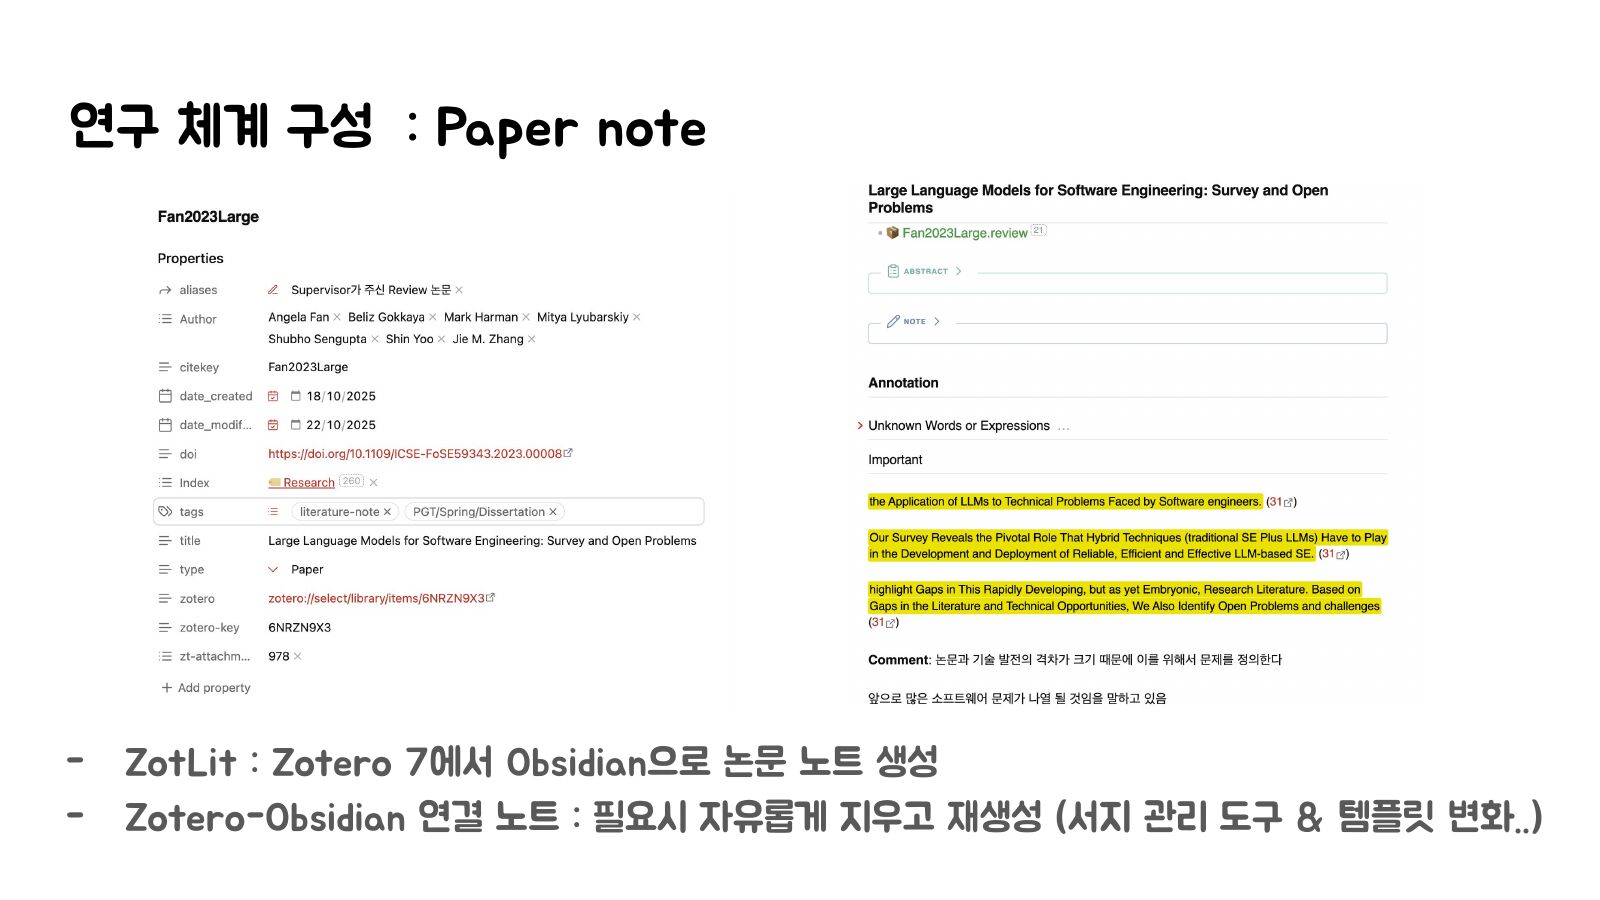 연구 체계 구성 : Paper note
Fan2023Large
Properties
aliases Supervisor가 주신 Review 논문 ×
Author Angela Fan × Beliz Gokkaya × Mark Harman × Mitya Lyubarskiy ×
Shubho Sengupta × Shin Yoo × Jie M. Zhang ×
citekey Fan2023Large
date_created 18/10/2025
date_modif... 22/10/2025
doi https://doi.org/10.1109/ICSE-FoSE59343.2023.00008
Index Research 260 ×
tags literature-note × PGT/Spring/Dissertation ×
title Large Language Models for Software Engineering: Survey and Open Problems
type Paper
zotero zotero://select/library/items/6NRZN9X3
zotero-key 6NRZN9X3
zt-attachm... 978 ×
+ Add property
Large Language Models for Software Engineering: Survey and Open
Problems
• Fan2023Large.review 21
ABSTRACT >
NOTE >
Annotation
> Unknown Words or Expressions ...
Important
the Application of LLMs to Technical Problems Faced by Software engineers. (31)
Our Survey Reveals the Pivotal Role That Hybrid Techniques (traditional SE Plus LLMs) Have to Play
in the Development and Deployment of Reliable, Efficient and Effective LLM-based SE. (31)
highlight Gaps in This Rapidly Developing, but as yet Embryonic, Research Literature. Based on
Gaps in the Literature and Technical Opportunities, We Also Identify Open Problems and challenges
(31)
Comment: 논문과 기술 발전의 격차가 크기 때문에 이를 위해서 문제를 정의한다
앞으로 많은 소프트웨어 문제가 나열 될 것임을 말하고 있음
- ZotLit : Zotero 7에서 Obsidian으로 논문 노트 생성
- Zotero-Obsidian 연결 노트 : 필요시 자유롭게 지우고 재생성 (서지 관리 도구 & 템플릿 변화..)